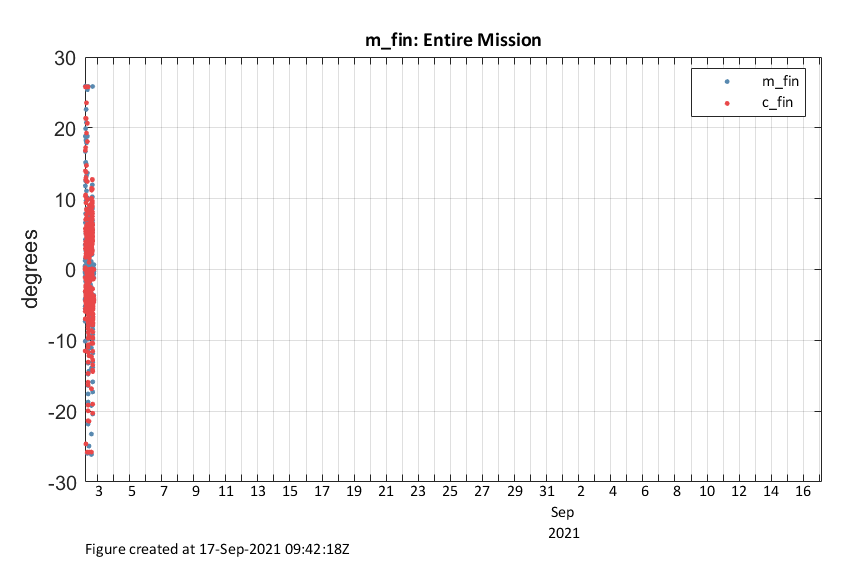 m_fin: Entire Mission
m_fin
c_fin
30
20
10
0
-10
-20
-30
degrees
3 5 7 9 11 13 15 17 19 21 23 25 27 29 31 2 4 6 8 10 12 14 16
Sep
2021
Figure created at 17-Sep-2021 09:42:18Z